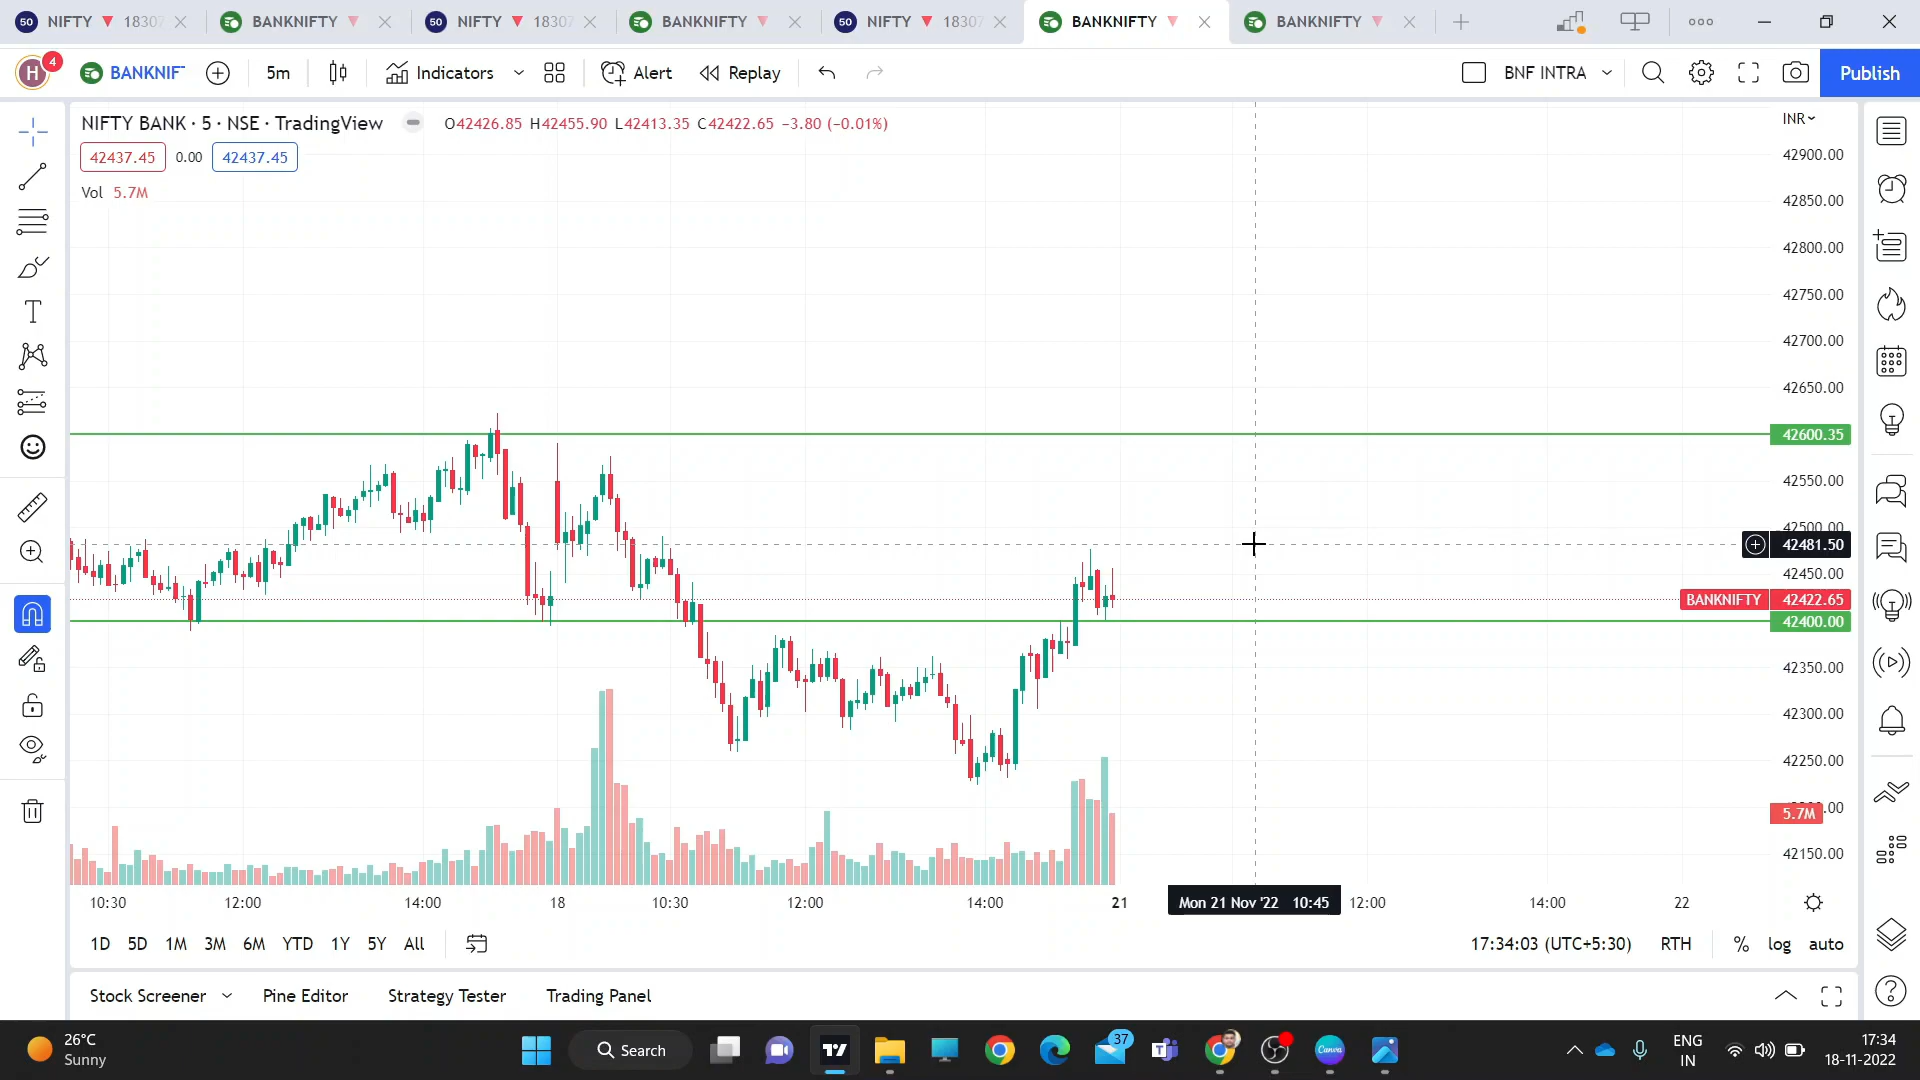 NIFTY 18307 BANKNIFTY NIFTY 18307 BANKNIFTY NIFTY 18307 BANKNIFTY BANKNIFTY
H 4 BANKNIF 5m Indicators Alert Replay BNF INTRA Publish
NIFTY BANK · 5 · NSE · TradingView O42426.85 H42455.90 L42413.35 C42422.65 −3.80 (−0.01%)
INR
42437.45 0.00 42437.45
42900.00
Vol 5.7M
42850.00
42800.00
42750.00
42700.00
42650.00
42600.35
42550.00
42500.00
42481.50
42450.00
BANKNIFTY 42422.65
42400.00
42350.00
42300.00
42250.00
5.7M
42150.00
10:30 12:00 14:00 18 10:30 12:00 14:00 21 Mon 21 Nov '22 10:45 12:00 14:00 22
1D 5D 1M 3M 6M YTD 1Y 5Y All 17:34:03 (UTC+5:30) RTH % log auto
Stock Screener Pine Editor Strategy Tester Trading Panel
26°C
Sunny
Search
37
Canva
ENG
IN
17:34
18-11-2022